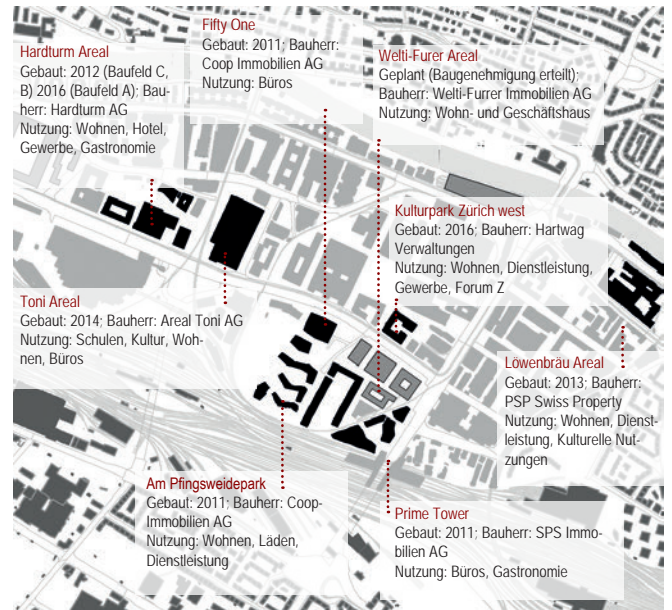 Hardturm Areal
Gebaut: 2012 (Baufeld C,
B) 2016 (Baufeld A); Bau-
herr: Hardturm AG
Nutzung: Wohnen, Hotel,
Gewerbe, Gastronomie
Fifty One
Gebaut: 2011; Bauherr:
Coop Immobilien AG
Nutzung: Büros
Welti-Furer Areal
Geplant (Baugenehmigung erteilt);
Bauherr: Welti-Furrer Immobilien AG
Nutzung: Wohn- und Geschäftshaus
Kulturpark Zürich west
Gebaut: 2016; Bauherr: Hartwag
Verwaltungen
Nutzung: Wohnen, Dienstleistung,
Gewerbe, Forum Z
Toni Areal
Gebaut: 2014; Bauherr: Areal Toni AG
Nutzung: Schulen, Kultur, Woh-
nen, Büros
Löwenbräu Areal
Gebaut: 2013; Bauherr:
PSP Swiss Property
Nutzung: Wohnen, Dienst-
leistung, Kulturelle Nut-
zungen
Am Pfingsweidepark
Gebaut: 2011; Bauherr: Coop-
Immobilien AG
Nutzung: Wohnen, Läden,
Dienstleistung
Prime Tower
Gebaut: 2011; Bauherr: SPS Immo-
bilien AG
Nutzung: Büros, Gastronomie